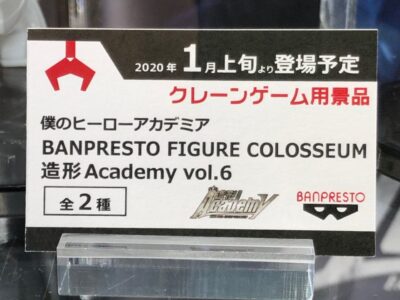 2020年1月上旬より登場予定
クレーンゲーム用景品
僕のヒーローアカデミア
BANPRESTO FIGURE COLOSSEUM
造形Academy vol.6
全2種
Academy
BANPRESTO